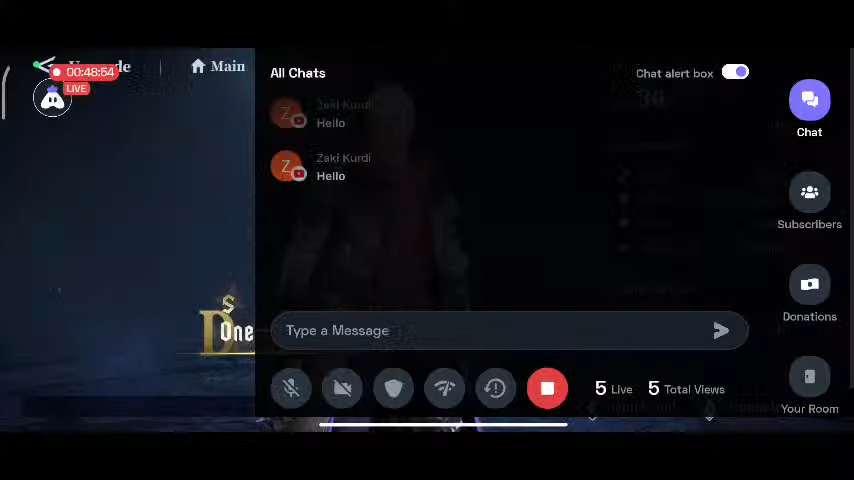 00:48:54
LIVE
Main
All Chats
Chat alert box
Zaki Kurdi
Hello
Zaki Kurdi
Hello
Chat
Subscribers
Donations
Your Room
Type a Message
5 Live 5 Total Views
S
Done